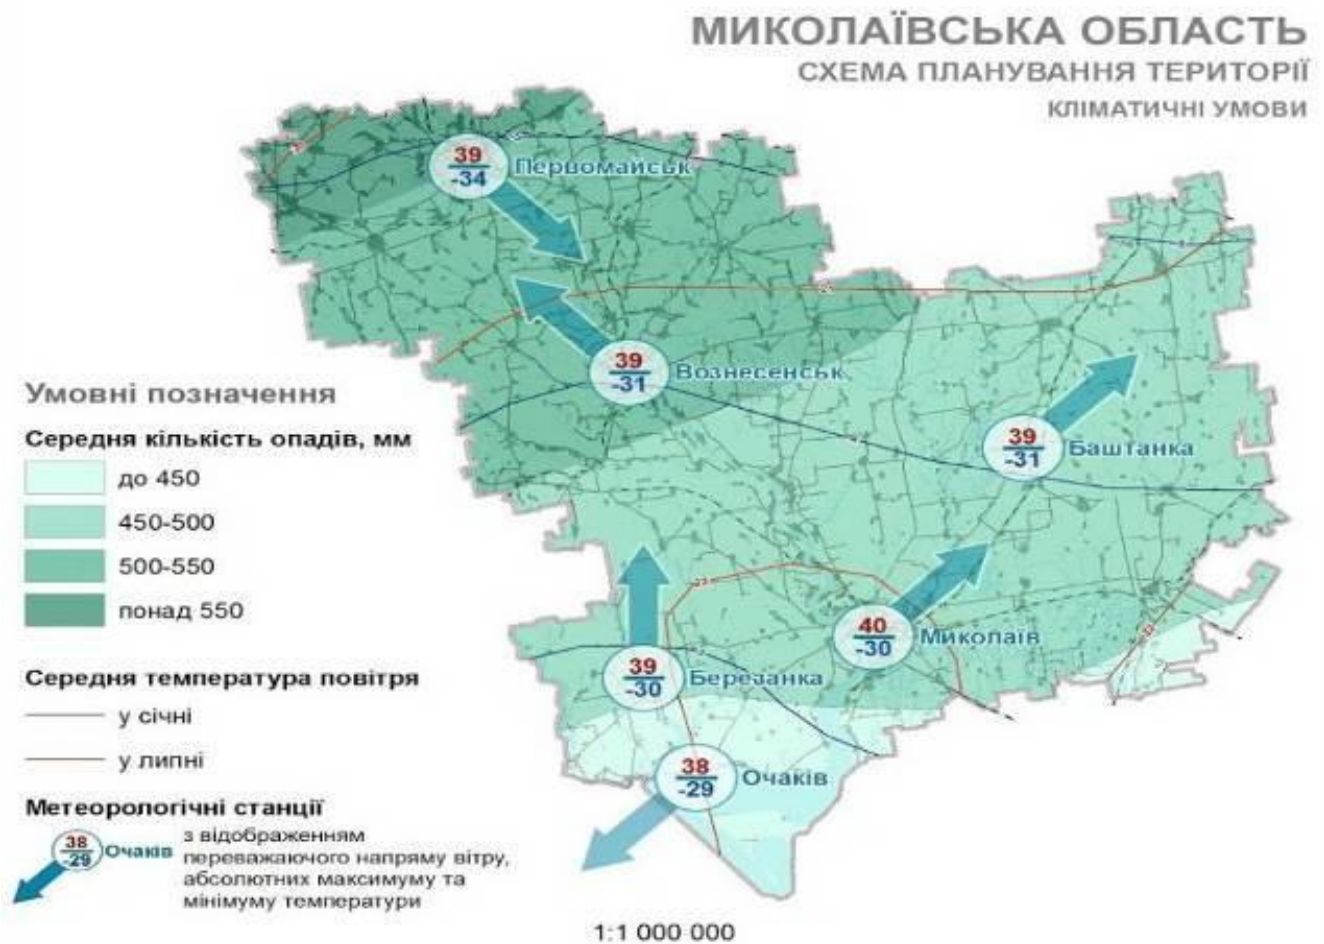 МИКОЛАЇВСЬКА ОБЛАСТЬ
СХЕМА ПЛАНУВАННЯ ТЕРИТОРІЇ
КЛІМАТИЧНІ УМОВИ
39
-34
Первомайськ
39
-31
Вознесенськ
39
-31
Баштанка
40
-30
Миколаїв
39
-30
Березанка
38
-29
Очаків
Умовні позначення
Середня кількість опадів, мм
до 450
450-500
500-550
понад 550
Середня температура повітря
у січні
у липні
Метеорологічні станції
38
-29
Очаків
з відображенням
переважаючого напряму вітру,
абсолютних максимуму та
мінімуму температури
1:1 000 000